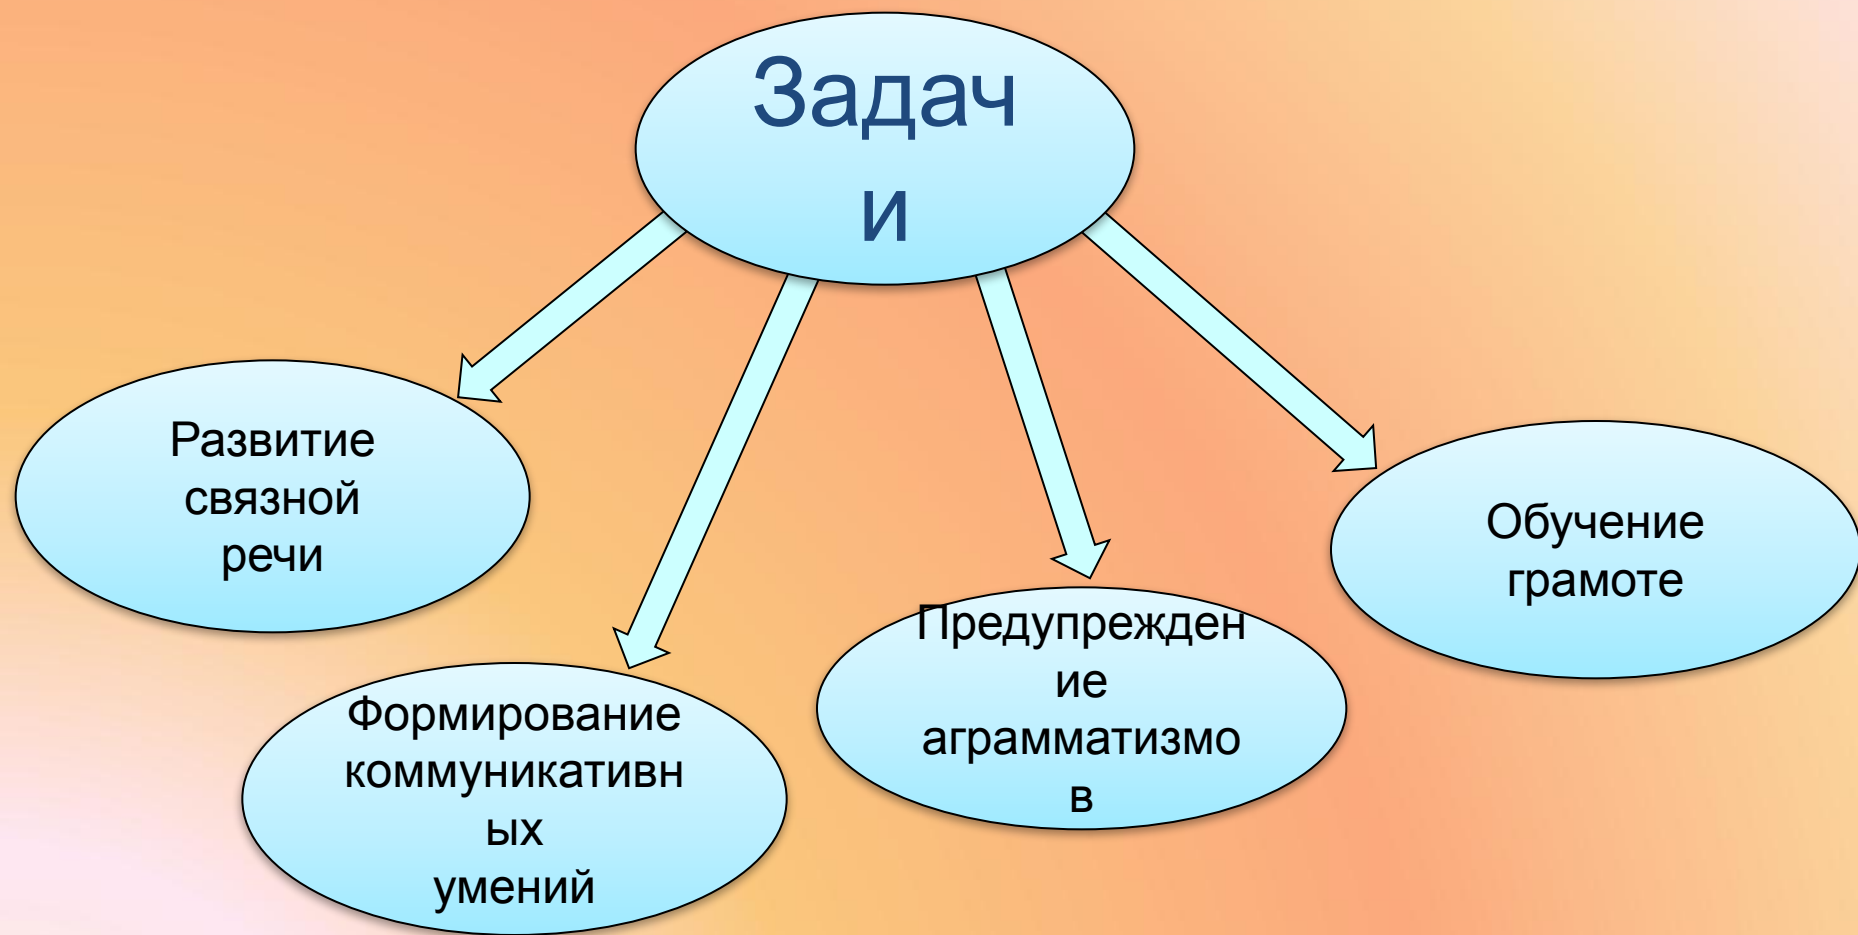 Задач
и
Развитие
связной
речи
Формирование
коммуникативн
ых
умений
Предупрежден
ие
аграмматизмо
в
Обучение
грамоте